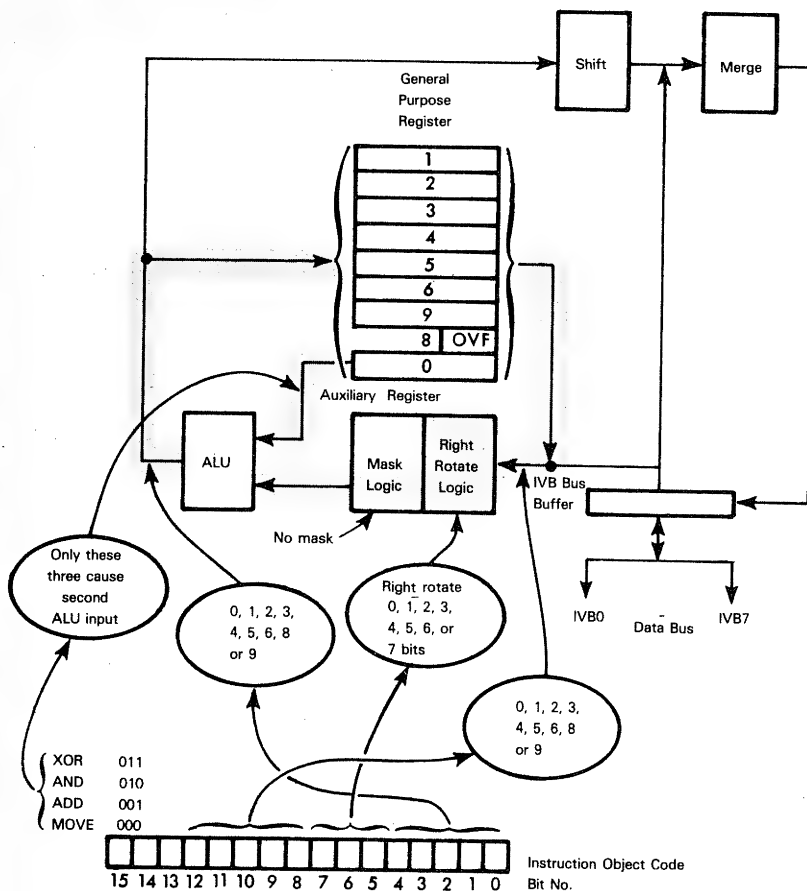 Shift
Merge
General
Purpose
Register
1
2
3
4
5
6
9
8 OVF
0
Auxiliary Register
ALU
Mask
Logic
Right
Rotate
Logic
IVB Bus
Buffer
No mask
Only these
three cause
second
ALU input
0, 1, 2, 3,
4, 5, 6, 8
or 9
Right rotate
0, 1, 2, 3,
4, 5, 6, or
7 bits
IVB0
Data Bus
IVB7
0, 1, 2, 3,
4, 5, 6, 8
or 9
XOR 011
AND 010
ADD 001
MOVE 000
Instruction Object Code
15 14 13 12 11 10 9 8 7 6 5 4 3 2 1 0 Bit No.